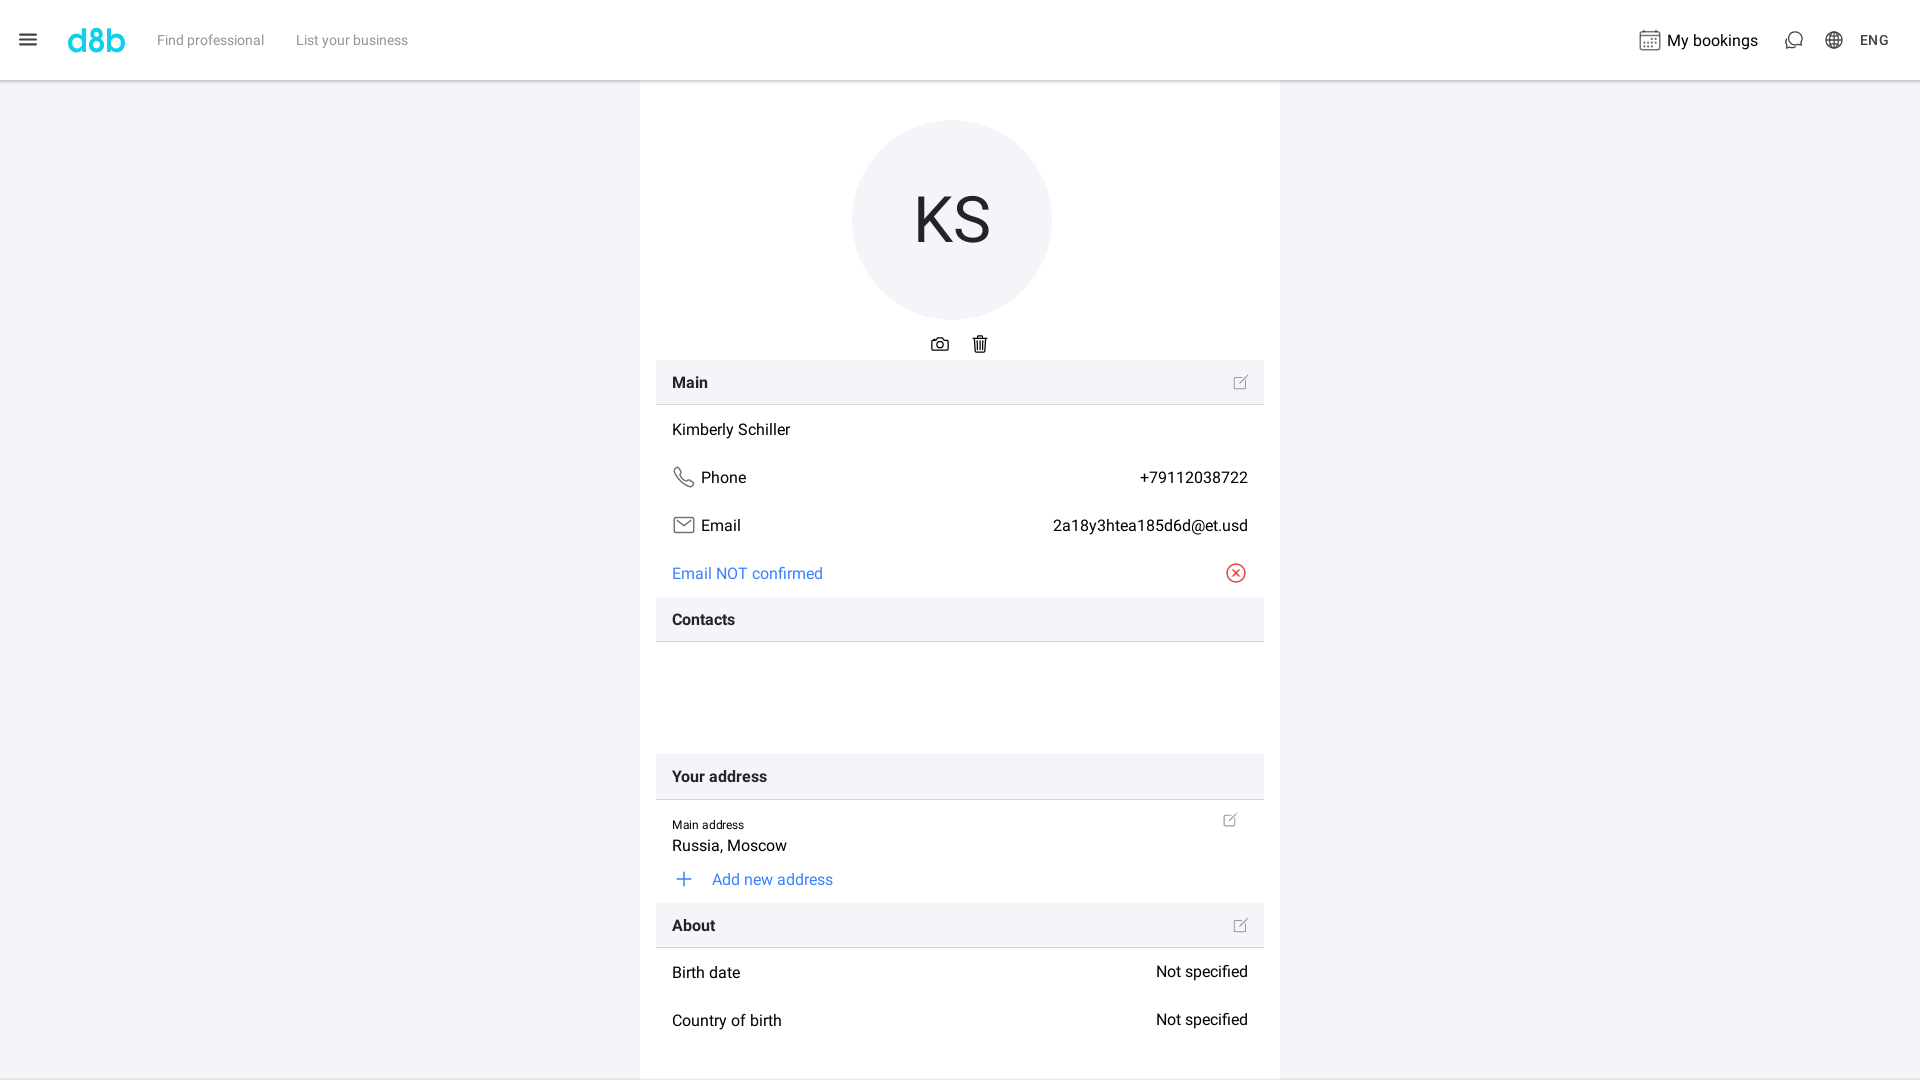 d8b
Find professional
List your business
My bookings
ENG
KS
Main
Kimberly Schiller
Phone
+79112038722
Email
2a18y3htea185d6d@et.usd
Email NOT confirmed
Contacts
Your address
Main address
Russia, Moscow
Add new address
About
Birth date
Not specified
Country of birth
Not specified